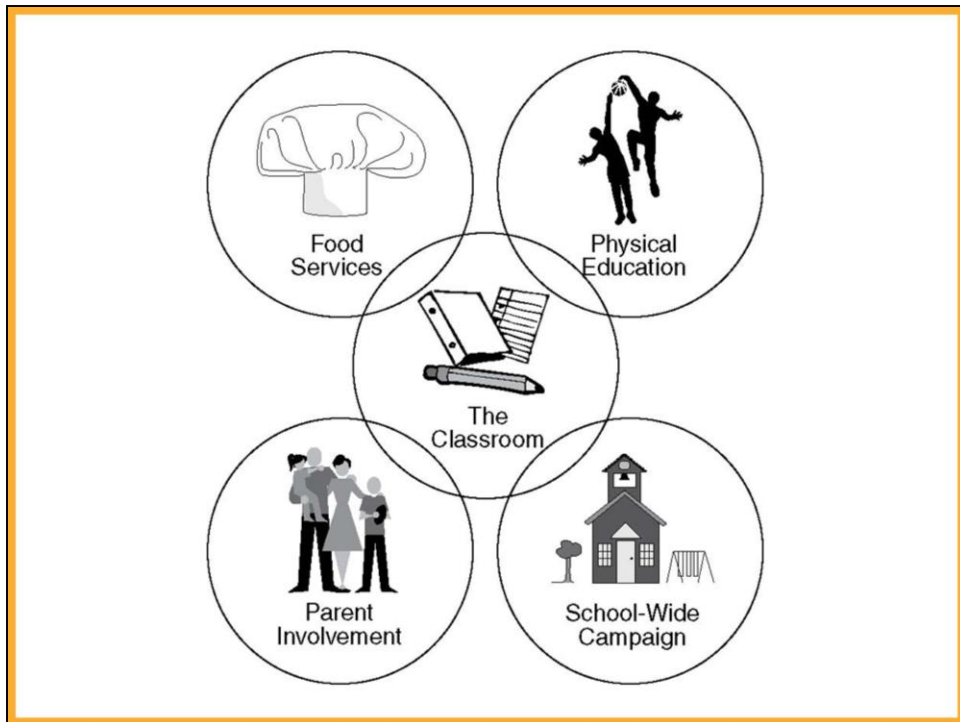 Food
Services
Physical
Education
The
Classroom
Parent
Involvement
School-Wide
Campaign